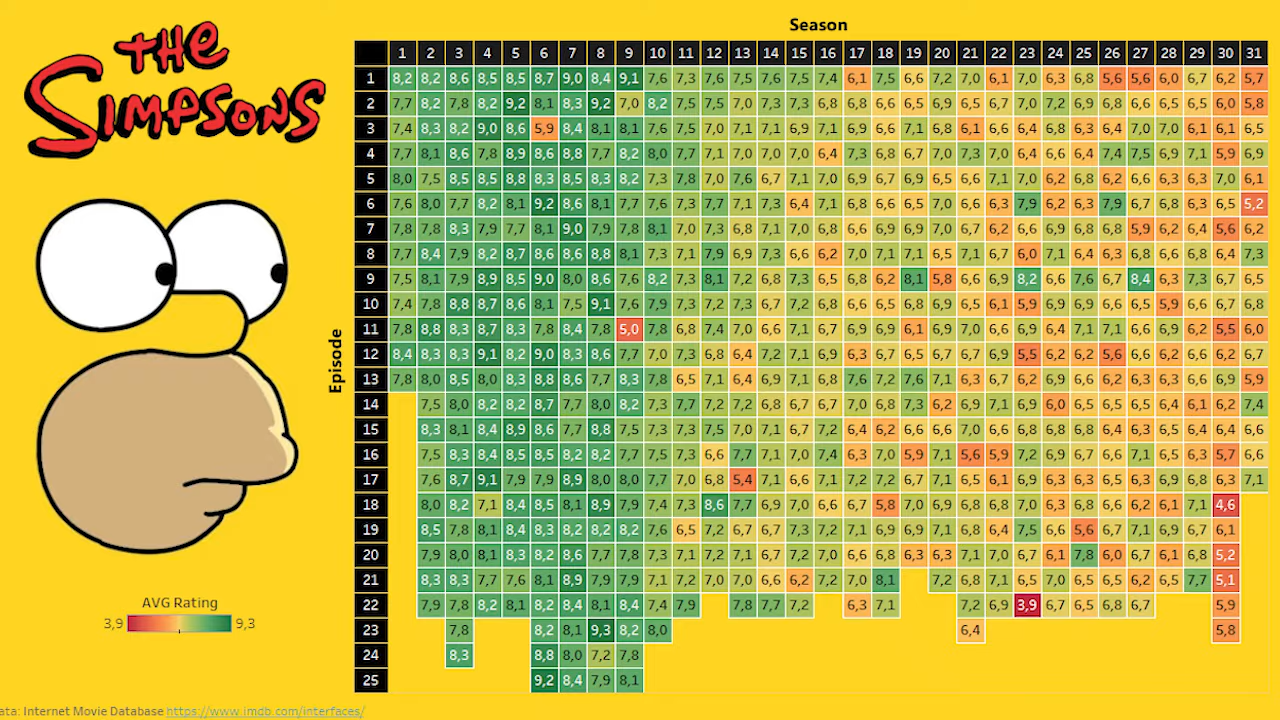 THE
SIMPSONS
Season
1 2 3 4 5 6 7 8 9 10 11 12 13 14 15 16 17 18 19 20 21 22 23 24 25 26 27 28 29 30 31
1 8,2 8,2 8,6 8,5 8,5 8,7 9,0 8,4 9,1 7,6 7,3 7,6 7,5 7,6 7,5 7,4 6,1 7,5 6,6 7,2 7,0 6,1 7,0 6,3 6,8 5,6 5,6 6,0 6,7 6,2 5,7
2 7,7 8,2 7,8 8,2 9,2 8,1 8,3 9,2 7,0 8,2 7,5 7,5 7,0 7,3 7,3 6,8 6,8 6,6 6,5 6,9 6,5 6,7 7,0 7,2 6,9 6,8 6,6 6,5 6,5 6,0 5,8
3 7,4 8,3 8,2 9,0 8,6 5,9 8,4 8,1 8,1 7,6 7,5 7,0 7,1 7,1 6,9 7,1 6,9 6,6 7,1 6,8 6,1 6,6 6,4 6,8 6,3 6,4 7,0 7,0 6,1 6,1 6,5
4 7,7 8,1 8,6 7,8 8,9 8,6 8,8 7,7 8,2 8,0 7,7 7,1 7,0 7,0 7,0 6,4 7,3 6,8 6,7 7,0 7,3 7,0 6,4 6,6 6,4 7,4 7,5 6,9 7,1 5,9 6,9
5 8,0 7,5 8,5 8,5 8,8 8,3 8,5 8,3 8,2 7,3 7,8 7,0 7,6 6,7 7,1 7,0 6,9 6,7 6,9 6,5 6,6 7,1 7,0 6,2 6,8 6,2 6,6 6,3 6,3 7,0 6,1
6 7,6 8,0 7,7 8,2 8,1 9,2 8,6 8,1 7,7 7,6 7,3 7,7 7,1 7,3 6,4 7,1 6,8 6,6 6,5 7,0 6,6 6,3 7,9 6,2 6,3 7,9 6,7 6,8 6,3 6,5 5,2
7 7,8 7,8 8,3 7,9 7,7 8,1 9,0 7,9 7,8 8,1 7,0 7,3 6,8 7,1 7,0 6,8 6,6 6,9 6,9 7,0 6,7 6,2 6,6 6,9 6,8 6,8 5,9 6,2 6,4 5,6 6,2
8 7,7 8,4 7,9 8,2 8,7 8,6 8,6 8,8 8,1 7,3 7,1 7,9 6,9 7,3 6,6 6,2 7,0 7,1 7,1 6,5 7,1 6,7 6,0 7,1 6,4 6,3 6,8 6,6 6,8 6,4 7,3
9 7,5 8,1 7,9 8,9 8,5 9,0 8,0 8,6 7,6 8,2 7,3 8,1 7,2 6,8 7,3 6,5 6,8 6,2 8,1 5,8 6,6 6,9 8,2 6,6 7,6 6,7 8,4 6,3 7,3 6,7 6,5
10 7,4 7,8 8,8 8,7 8,6 8,1 7,5 9,1 7,6 7,9 7,3 7,2 7,3 6,7 7,2 6,8 6,6 6,8 6,5 6,9 6,5 6,1 5,9 6,9 6,9 6,6 6,5 5,9 6,6 6,7 6,8
11 7,8 8,8 8,3 8,7 8,3 7,8 8,4 7,8 5,0 7,8 6,8 7,4 7,0 6,6 7,1 6,7 6,9 6,9 6,1 6,9 7,0 6,6 6,9 6,4 7,1 7,1 6,6 6,9 6,2 5,5 6,0
12 8,4 8,3 8,3 9,1 8,2 9,0 8,3 8,6 7,7 7,0 7,3 6,8 6,4 7,2 7,1 6,9 6,3 6,7 6,5 6,7 6,7 6,9 5,5 6,2 6,2 5,6 6,6 6,2 6,6 6,2 6,7
13 7,8 8,0 8,5 8,0 8,3 8,8 8,6 7,7 8,3 7,8 6,5 7,1 6,4 6,9 7,1 6,8 7,6 7,2 7,6 7,1 6,3 6,7 6,2 6,9 6,6 6,2 6,3 6,3 6,6 6,9 5,9
14 7,5 8,0 8,2 8,2 8,7 7,7 8,0 8,2 7,3 7,7 7,2 7,2 6,8 6,7 6,7 7,0 6,8 7,3 6,2 6,9 7,1 6,9 6,0 6,5 6,5 6,5 6,4 6,1 6,2 7,4
15 8,3 8,1 8,4 8,9 8,6 7,7 8,8 7,5 7,3 7,3 7,5 7,0 7,1 6,7 7,2 6,4 6,2 6,6 6,6 7,0 6,6 6,8 6,8 6,8 6,4 6,3 6,5 6,4 6,4 6,6
16 7,5 8,3 8,4 8,5 8,5 8,2 8,2 7,7 7,3 7,3 6,6 7,7 7,1 7,0 7,4 6,3 7,0 5,9 7,1 5,6 5,9 7,2 6,9 6,7 6,6 7,1 6,5 6,3 5,7 6,6
17 7,6 8,7 9,1 7,9 7,9 8,9 8,0 8,0 7,7 7,0 6,8 5,4 7,1 6,6 7,1 7,2 7,2 6,7 7,1 6,5 6,1 6,9 6,3 6,3 6,5 6,3 6,9 6,8 6,3 7,1
18 8,0 8,2 7,1 8,4 8,5 8,1 8,9 7,9 7,4 7,3 8,6 7,7 6,9 7,0 6,6 6,7 5,8 7,0 6,9 6,8 6,8 7,0 6,3 6,8 6,6 6,2 6,1 7,1 4,6
19 8,5 7,8 8,1 8,4 8,3 8,2 8,2 8,2 7,6 6,5 7,2 6,7 6,7 7,3 7,2 7,1 6,9 7,1 6,9 6,8 6,4 7,5 6,6 5,6 6,7 7,1 6,9 6,7 6,1
20 7,9 8,0 8,1 8,3 8,2 8,6 7,7 7,8 7,3 7,1 7,2 7,1 6,7 7,2 7,0 6,6 6,8 6,3 6,3 7,1 7,0 6,7 6,1 7,8 6,0 6,7 6,1 6,8 5,2
21 8,3 8,3 7,7 7,6 8,1 8,9 7,9 7,9 7,1 7,2 7,0 7,0 6,6 6,2 7,2 7,0 8,1 7,2 6,8 7,1 6,5 7,0 6,5 6,5 6,2 6,5 7,7 5,1
22 7,9 7,8 8,2 8,1 8,2 8,4 8,1 8,4 7,4 7,9 7,8 7,7 7,2 6,3 7,1 7,2 6,9 3,9 6,7 6,5 6,8 6,7 5,9
23 7,8 8,2 8,1 9,3 8,2 8,0 6,4 5,8
24 8,3 8,8 8,0 7,2 7,8
25 9,2 8,4 7,9 8,1
Episode
AVG Rating
3,9 9,3
ata: Internet Movie Database https://www.imdb.com/interfaces/